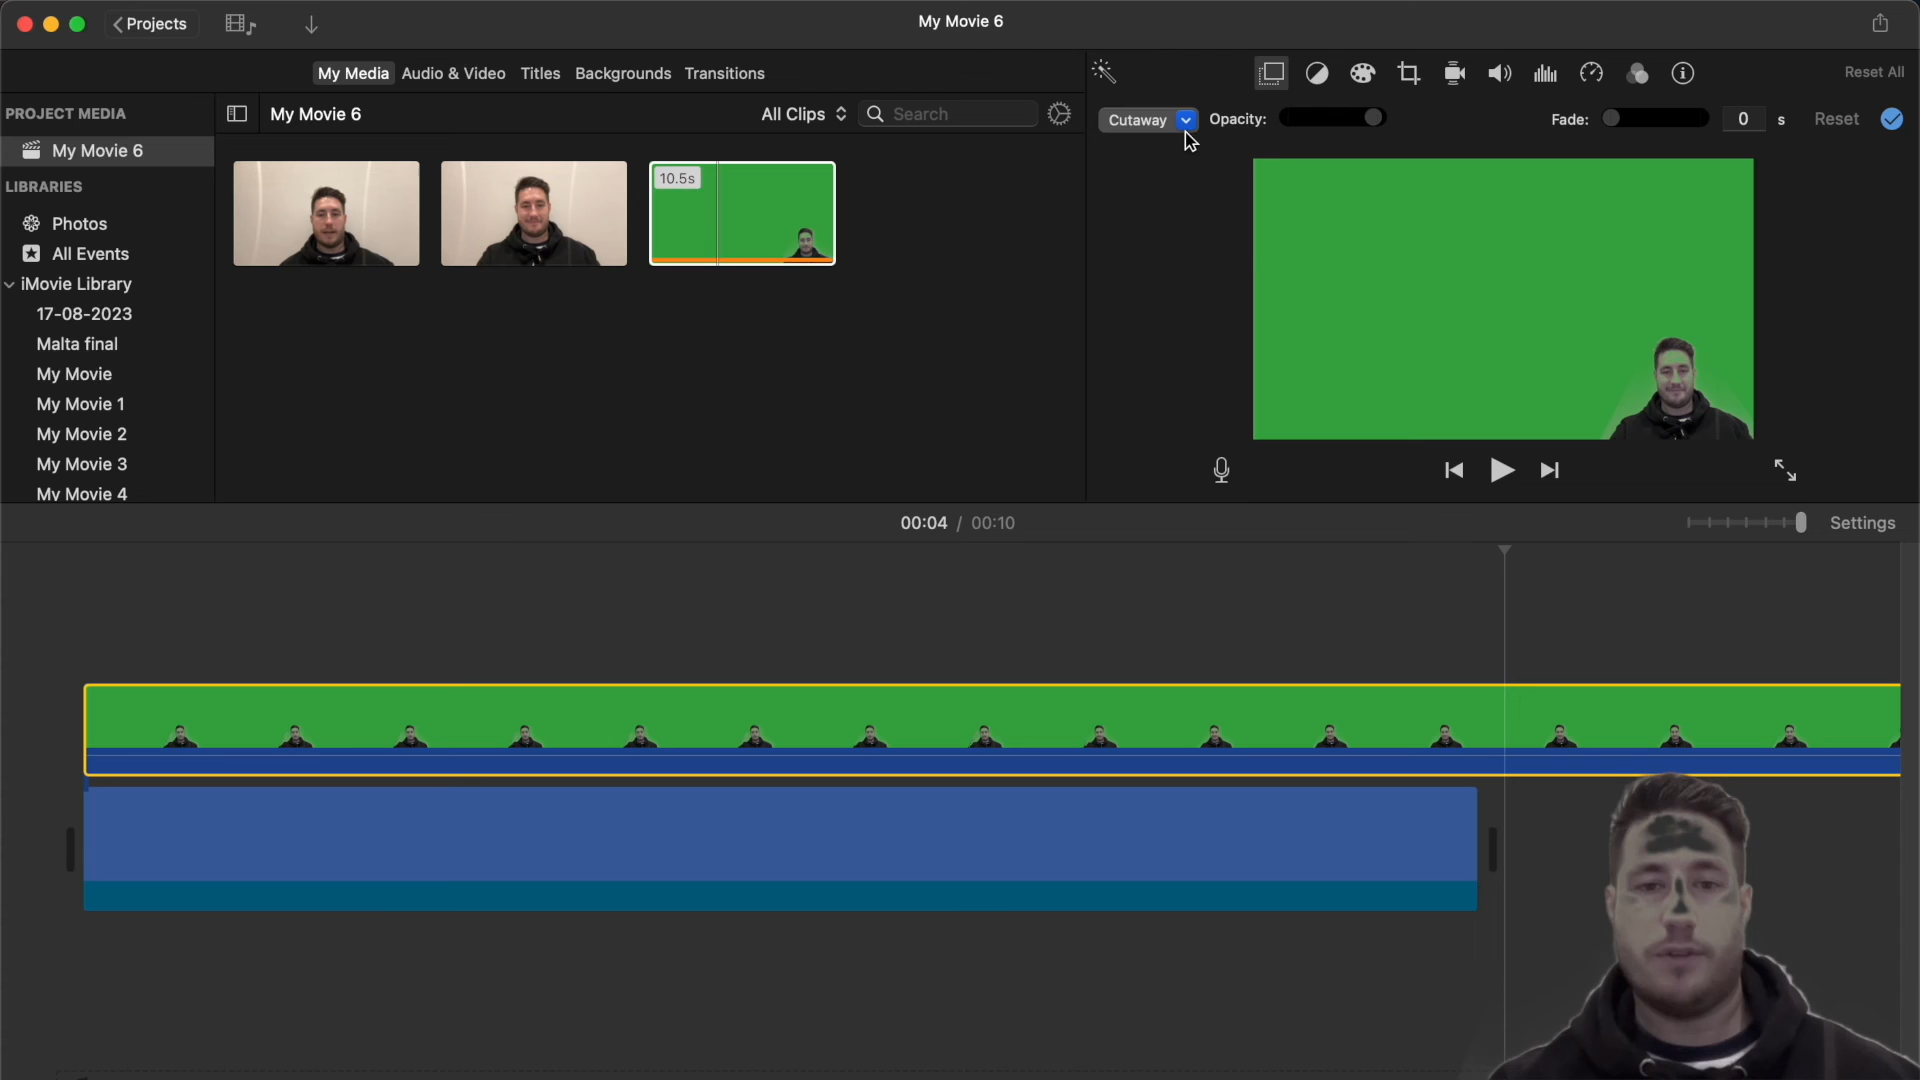 Projects
My Movie 6
My Media Audio & Video Titles Backgrounds Transitions
Reset All
PROJECT MEDIA
My Movie 6
All Clips
Search
Cutaway
Opacity:
Fade:
0 s
Reset
My Movie 6
10.5s
LIBRARIES
Photos
All Events
iMovie Library
17-08-2023
Malta final
My Movie
My Movie 1
My Movie 2
My Movie 3
My Movie 4
00:04 / 00:10
Settings